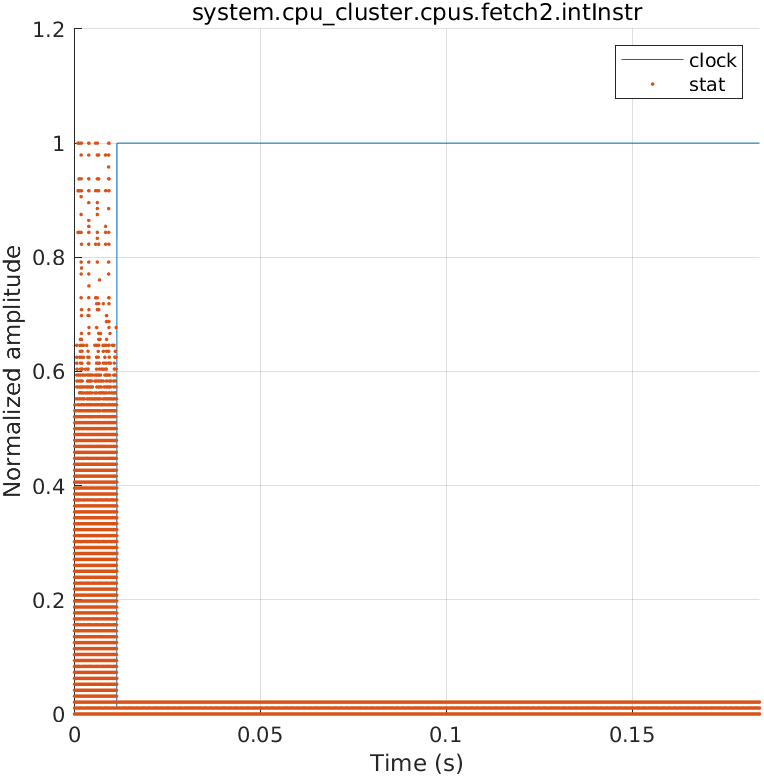 system.cpu_cluster.cpus.fetch2.intInstr
clock
stat
Normalized amplitude
1.2
1
0.8
0.6
0.4
0.2
0
0 0.05 0.1 0.15
Time (s)